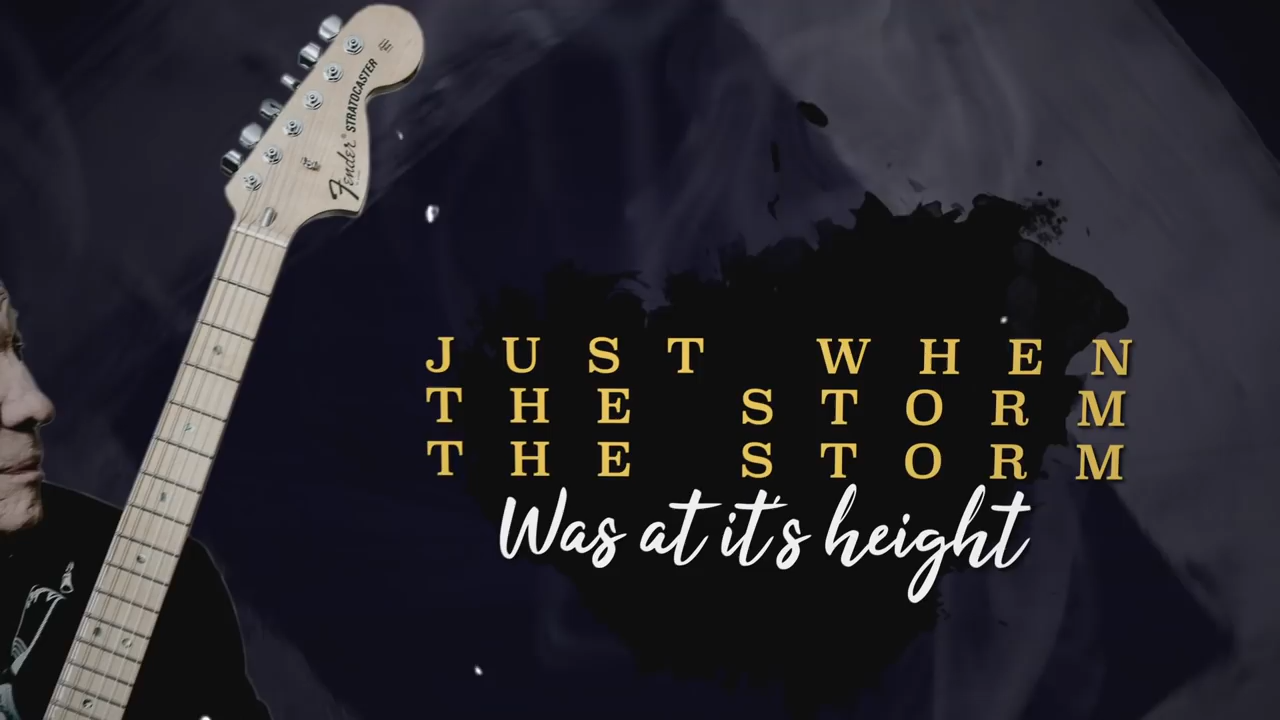 Fender STRATOCASTER
JUST WHEN
THE STORM
THE STORM
Was at it's height